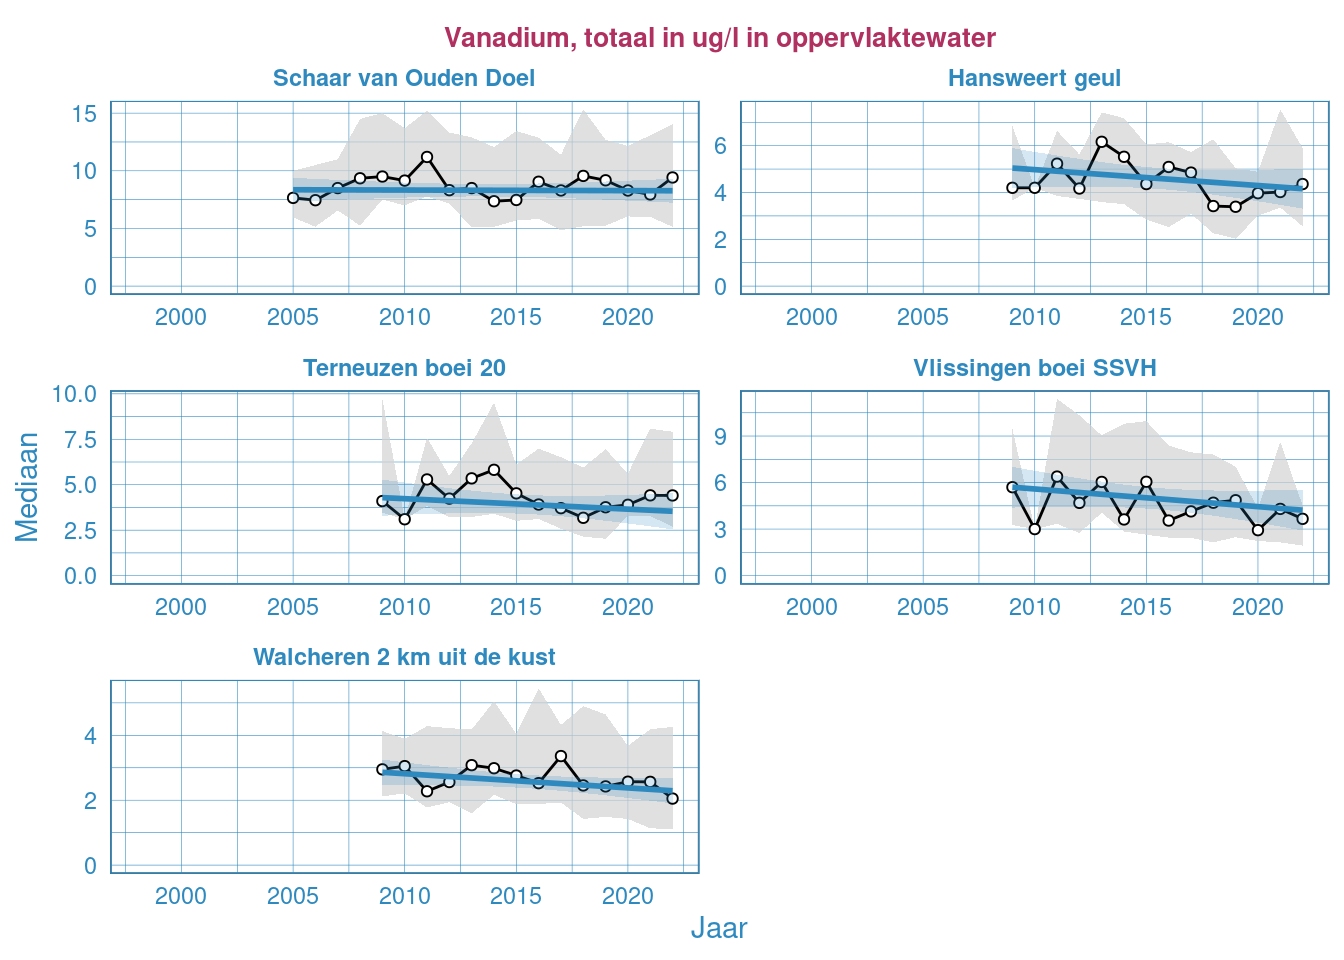 Vanadium, totaal in ug/l in oppervlaktewater
Schaar van Ouden Doel
Hansweert geul
15
10
5
0
6
4
2
0
2000 2005 2010 2015 2020
2000 2005 2010 2015 2020
Terneuzen boei 20
Vlissingen boei SSVH
Mediaan
10.0
7.5
5.0
2.5
0.0
9
6
3
0
2000 2005 2010 2015 2020
2000 2005 2010 2015 2020
Walcheren 2 km uit de kust
4
2
0
2000 2005 2010 2015 2020
Jaar